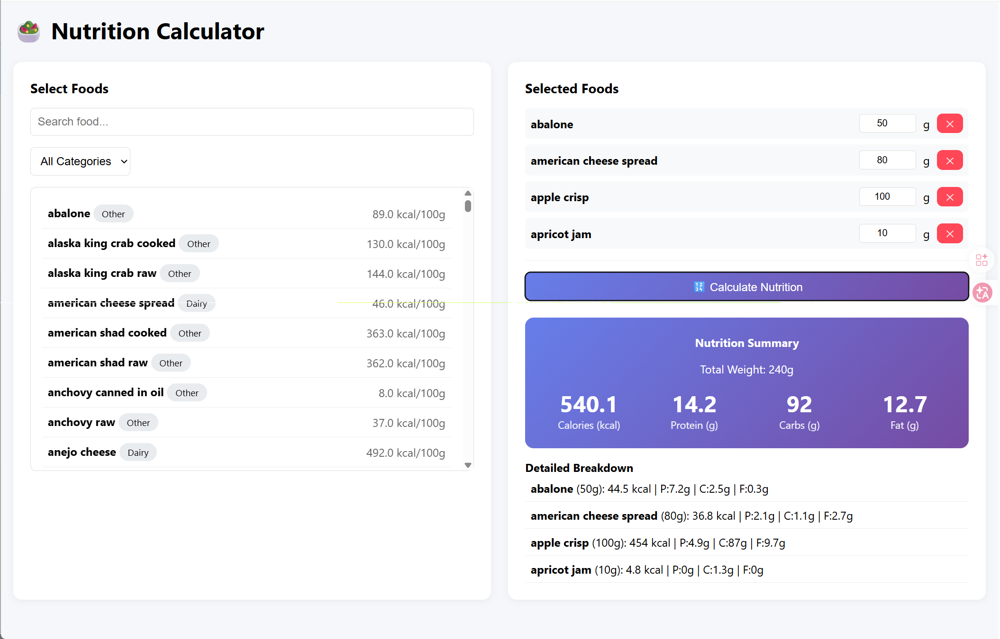 Nutrition Calculator
Select Foods
Search food...
All Categories
abalone Other 89.0 kcal/100g
alaska king crab cooked Other 130.0 kcal/100g
alaska king crab raw Other 144.0 kcal/100g
american cheese spread Dairy 46.0 kcal/100g
american shad cooked Other 363.0 kcal/100g
american shad raw Other 362.0 kcal/100g
anchovy canned in oil Other 8.0 kcal/100g
anchovy raw Other 37.0 kcal/100g
anejo cheese Dairy 492.0 kcal/100g
Selected Foods
abalone 50 g ×
american cheese spread 80 g ×
apple crisp 100 g ×
apricot jam 10 g ×
🔢 Calculate Nutrition
Nutrition Summary
Total Weight: 240g
540.1 14.2 92 12.7
Calories (kcal) Protein (g) Carbs (g) Fat (g)
Detailed Breakdown
abalone (50g): 44.5 kcal | P:7.2g | C:2.5g | F:0.3g
american cheese spread (80g): 36.8 kcal | P:2.1g | C:1.1g | F:2.7g
apple crisp (100g): 454 kcal | P:4.9g | C:87g | F:9.7g
apricot jam (10g): 4.8 kcal | P:0g | C:1.3g | F:0g